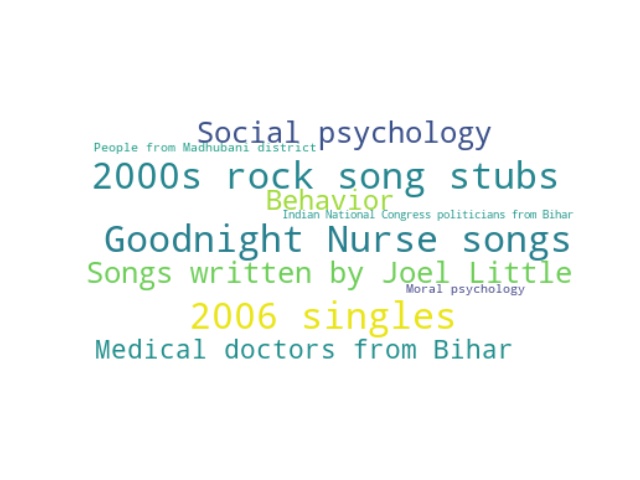 Social psychology
People from Madhubani district
2000s rock song stubs
Behavior
Indian National Congress politicians from Bihar
Goodnight Nurse songs
Songs written by Joel Little
Moral psychology
2006 singles
Medical doctors from Bihar